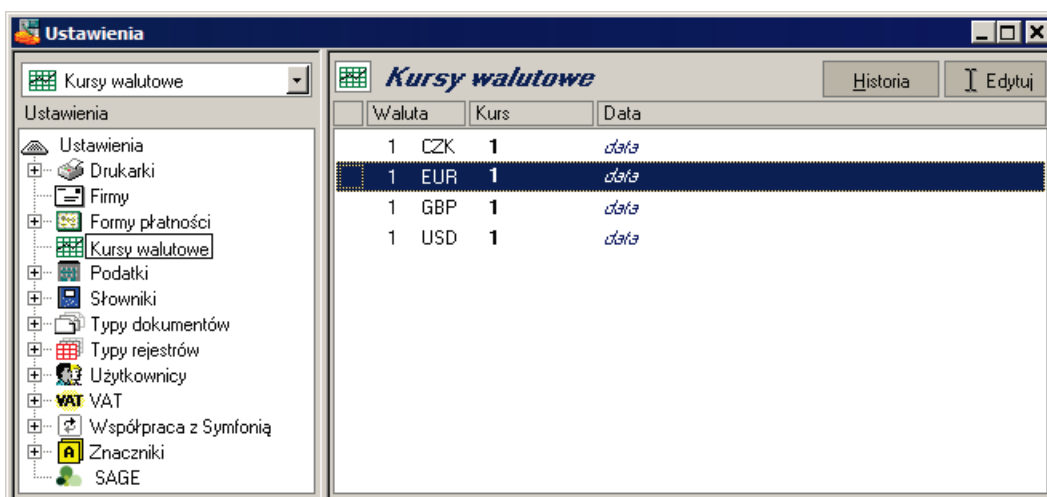 Ustawienia
Kursy walutowe
Ustawienia
Ustawienia
Drukarki
Firmy
Formy płatności
Kursy walutowe
Podatki
Słowniki
Typy dokumentów
Typy rejestrów
Użytkownicy
VAT VAT
Współpraca z Symfonią
A Znaczniki
SAGE
Kursy walutowe
Historia
Edytuj
Waluta Kurs Data
1 CZK 1 data
1 EUR 1 data
1 GBP 1 data
1 USD 1 data